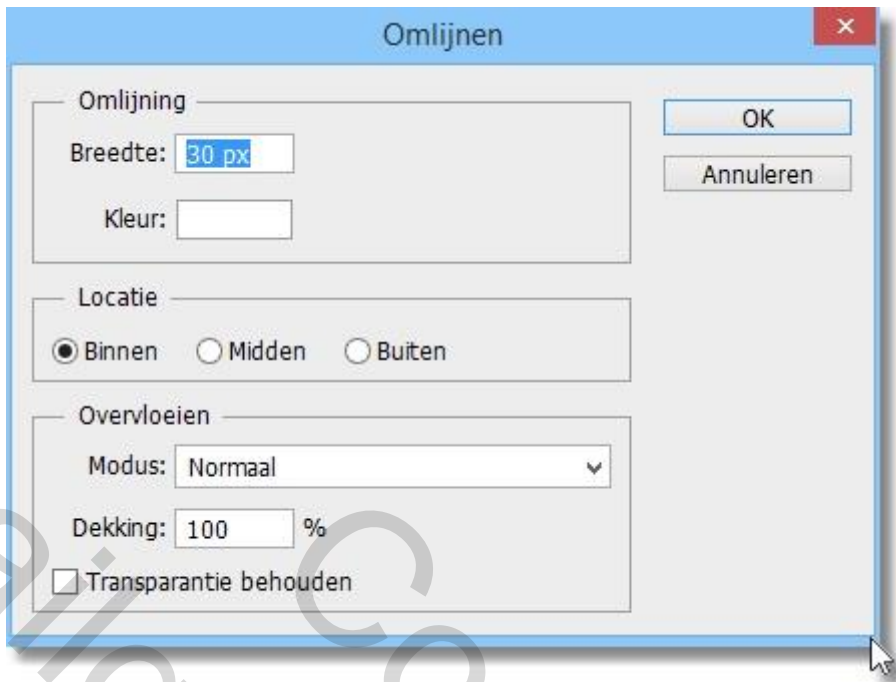 Omlijnen
Omlijning
Breedte: 30 px
Kleur:
OK
Annuleren
Locatie
Binnen Midden Buiten
Overvloeien
Modus: Normaal
Dekking: 100 %
Transparantie behouden